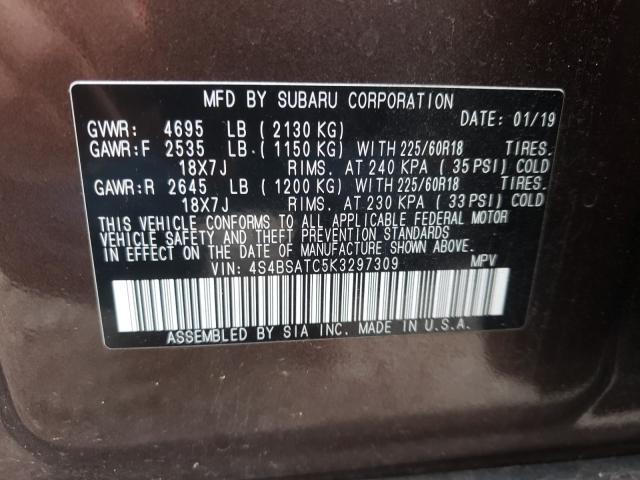 MFD BY SUBARU CORPORATION
DATE: 01/19
GVWR: 4695 LB (2130 KG)
GAWR:F 2535 LB (1150 KG) WITH 225/60R18 TIRES.
18X7J RIMS. AT 240 KPA (35 PSI) COLD
GAWR:R 2645 LB (1200 KG) WITH 225/60R18 TIRES.
18X7J RIMS. AT 230 KPA (33 PSI) COLD
THIS VEHICLE CONFORMS TO ALL APPLICABLE FEDERAL MOTOR
VEHICLE SAFETY AND THEFT PREVENTION STANDARDS
IN EFFECT ON THE DATE OF MANUFACTURE SHOWN ABOVE.
VIN: 4S4BSATC5K3297309 MPV
ASSEMBLED BY SIA INC. MADE IN U.S.A.